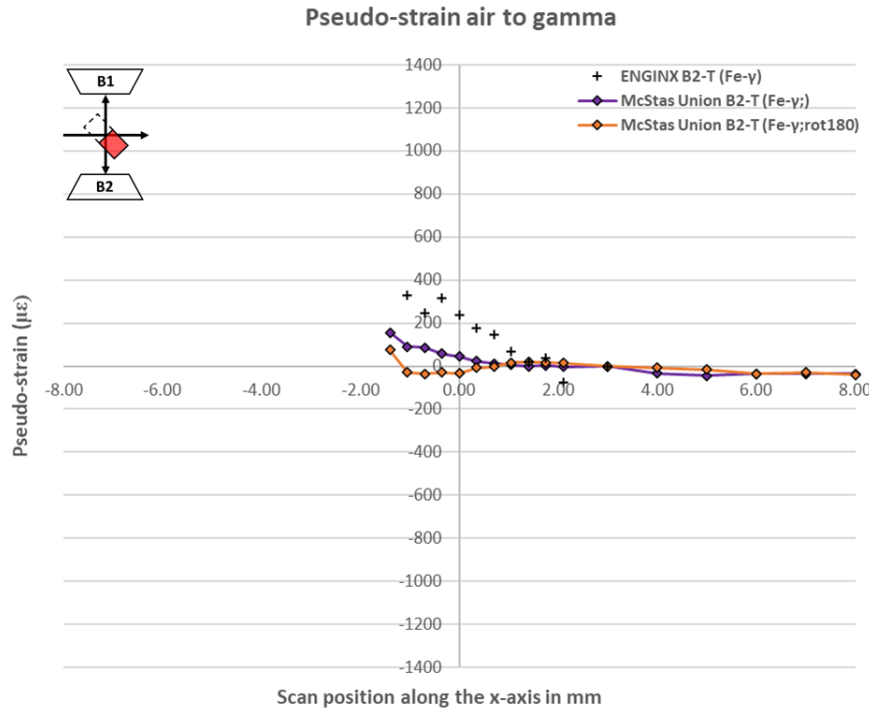 Pseudo-strain air to gamma
B1
B2
ENGINX B2-T (Fe-γ)
McStas Union B2-T (Fe-γ;)
McStas Union B2-T (Fe-γ;rot180)
Pseudo-strain (με)
1400
1200
1000
800
600
400
200
0
-200
-400
-600
-800
-1000
-1200
-1400
-8.00 -6.00 -4.00 -2.00 0.00 2.00 4.00 6.00 8.00
Scan position along the x-axis in mm